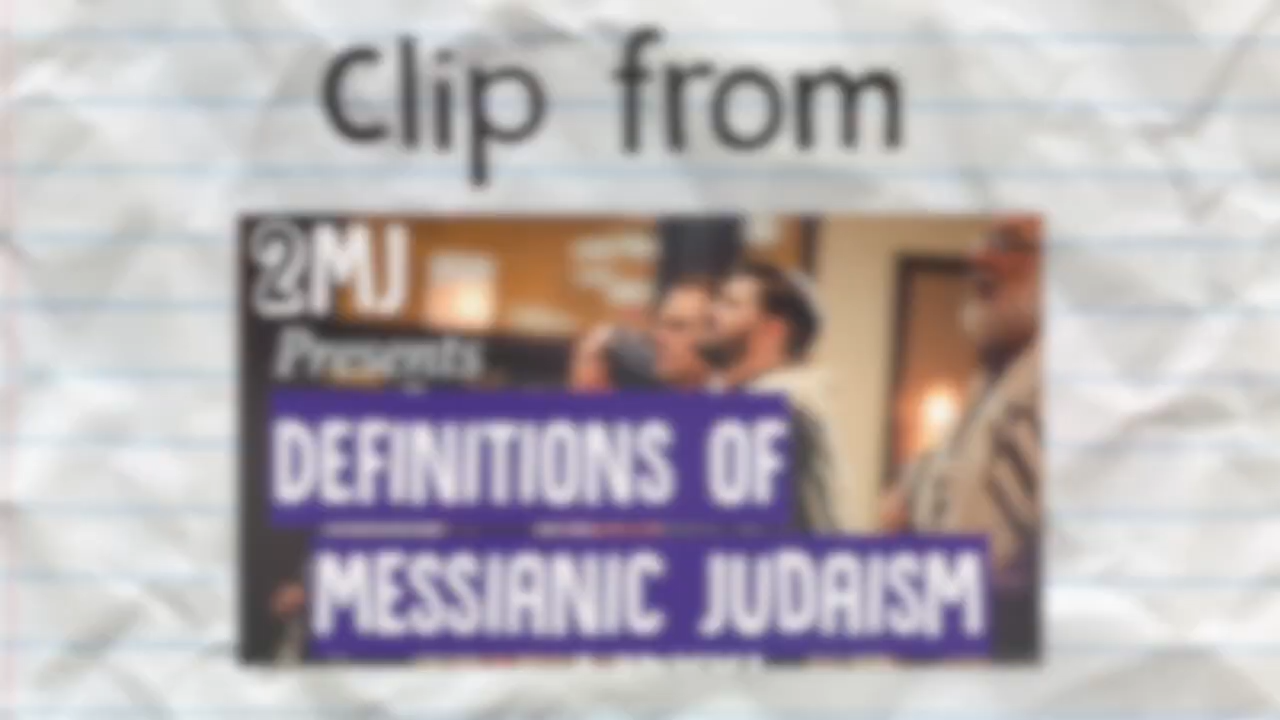 Clip from
2MJ
Presents
DEFINITIONS OF
MESSIANIC JUDAISM